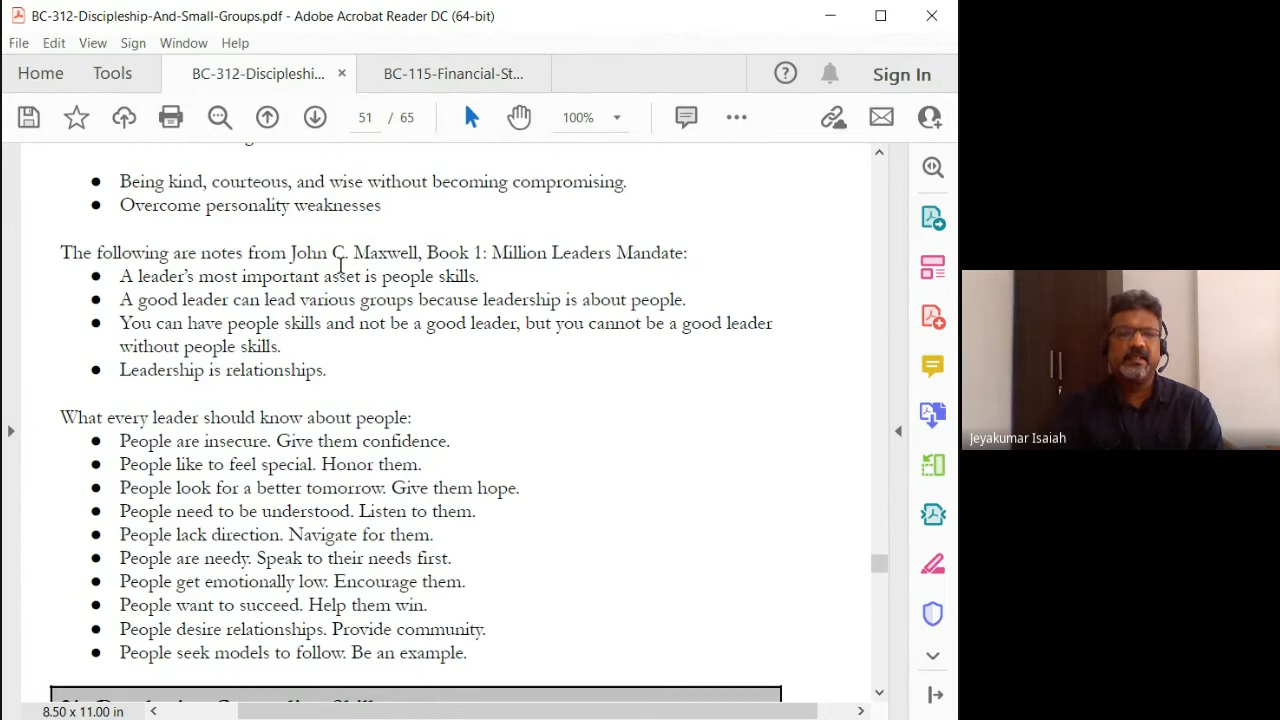 BC-312-Discipleship-And-Small-Groups.pdf - Adobe Acrobat Reader DC (64-bit)
File Edit View Sign Window Help
Home Tools BC-312-Discipleshi... × BC-115-Financial-St... Sign In
51 / 65 100%
● Being kind, courteous, and wise without becoming compromising.
● Overcome personality weaknesses
The following are notes from John C. Maxwell, Book 1: Million Leaders Mandate:
● A leader's most important asset is people skills.
● A good leader can lead various groups because leadership is about people.
● You can have people skills and not be a good leader, but you cannot be a good leader
without people skills.
● Leadership is relationships.
What every leader should know about people:
● People are insecure. Give them confidence.
● People like to feel special. Honor them.
● People look for a better tomorrow. Give them hope.
● People need to be understood. Listen to them.
● People lack direction. Navigate for them.
● People are needy. Speak to their needs first.
● People get emotionally low. Encourage them.
● People want to succeed. Help them win.
● People desire relationships. Provide community.
● People seek models to follow. Be an example.
8.50 x 11.00 in
Jeyakumar Isaiah